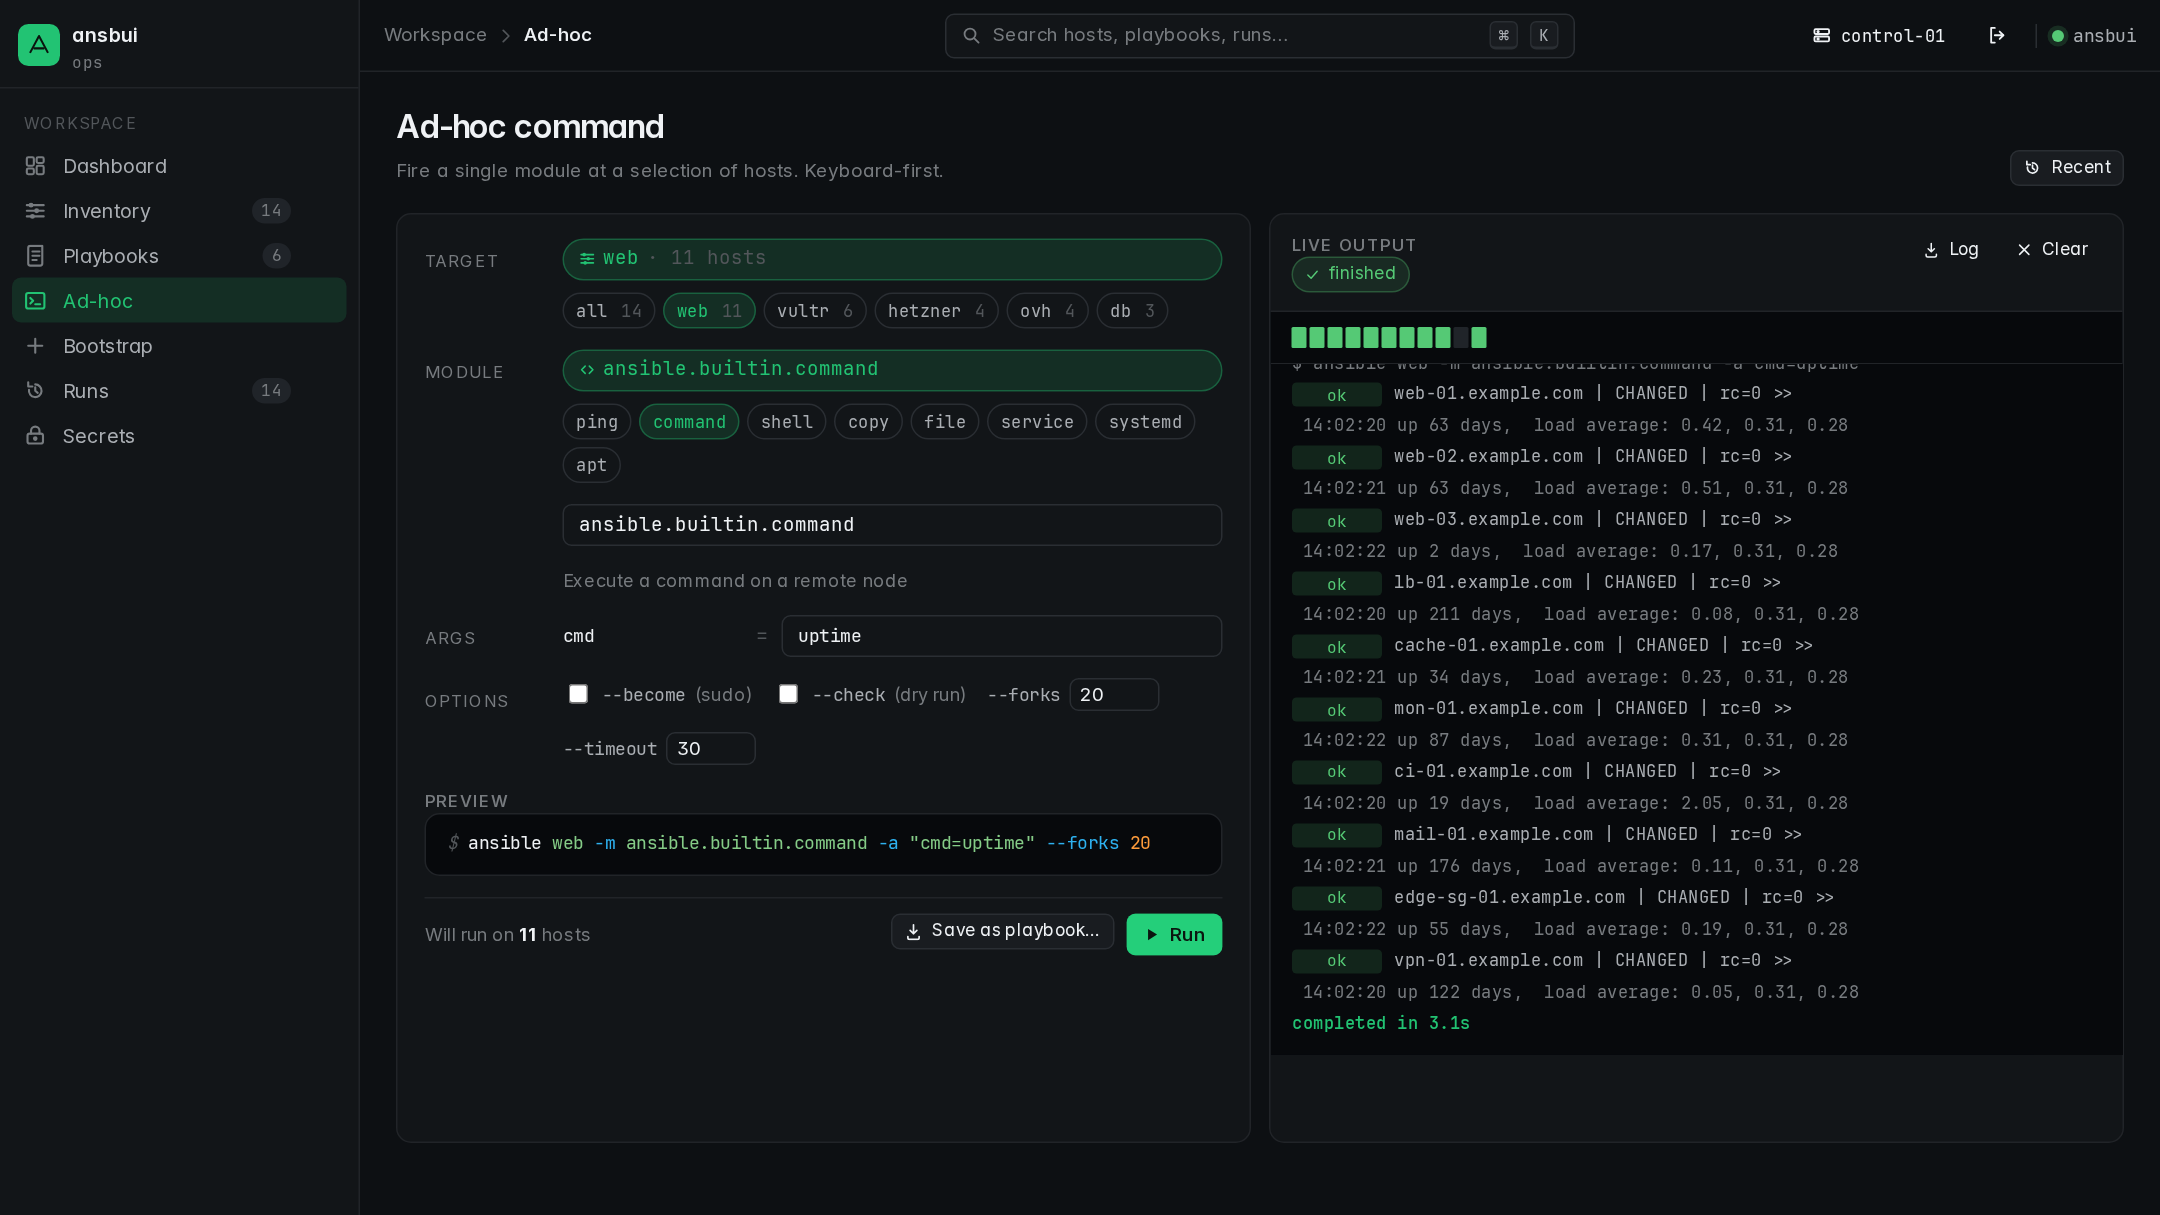 ansbui
ops
WORKSPACE
Dashboard
Inventory 14
Playbooks 6
Ad-hoc
Bootstrap
Runs 14
Secrets
Workspace > Ad-hoc
Search hosts, playbooks, runs... ⌘ K
control-01
ansbui
Ad-hoc command
Fire a single module at a selection of hosts. Keyboard-first.
Recent
TARGET
web · 11 hosts
all 14 web 11 vultr 6 hetzner 4 ovh 4 db 3
MODULE
ansible.builtin.command
ping command shell copy file service systemd
apt
ansible.builtin.command
Execute a command on a remote node
ARGS cmd = uptime
OPTIONS --become (sudo) --check (dry run) --forks 20
--timeout 30
PREVIEW
$ ansible web -m ansible.builtin.command -a "cmd=uptime" --forks 20
Will run on 11 hosts
Save as playbook... Run
LIVE OUTPUT
finished
Log Clear
$ ansible web -m ansible.builtin.command -a cmd=uptime
ok web-01.example.com | CHANGED | rc=0 >>
14:02:20 up 63 days,  load average: 0.42, 0.31, 0.28
ok web-02.example.com | CHANGED | rc=0 >>
14:02:21 up 63 days,  load average: 0.51, 0.31, 0.28
ok web-03.example.com | CHANGED | rc=0 >>
14:02:22 up 2 days,  load average: 0.17, 0.31, 0.28
ok lb-01.example.com | CHANGED | rc=0 >>
14:02:20 up 211 days,  load average: 0.08, 0.31, 0.28
ok cache-01.example.com | CHANGED | rc=0 >>
14:02:21 up 34 days,  load average: 0.23, 0.31, 0.28
ok mon-01.example.com | CHANGED | rc=0 >>
14:02:22 up 87 days,  load average: 0.31, 0.31, 0.28
ok ci-01.example.com | CHANGED | rc=0 >>
14:02:20 up 19 days,  load average: 2.05, 0.31, 0.28
ok mail-01.example.com | CHANGED | rc=0 >>
14:02:21 up 176 days,  load average: 0.11, 0.31, 0.28
ok edge-sg-01.example.com | CHANGED | rc=0 >>
14:02:22 up 55 days,  load average: 0.19, 0.31, 0.28
ok vpn-01.example.com | CHANGED | rc=0 >>
14:02:20 up 122 days,  load average: 0.05, 0.31, 0.28
completed in 3.1s